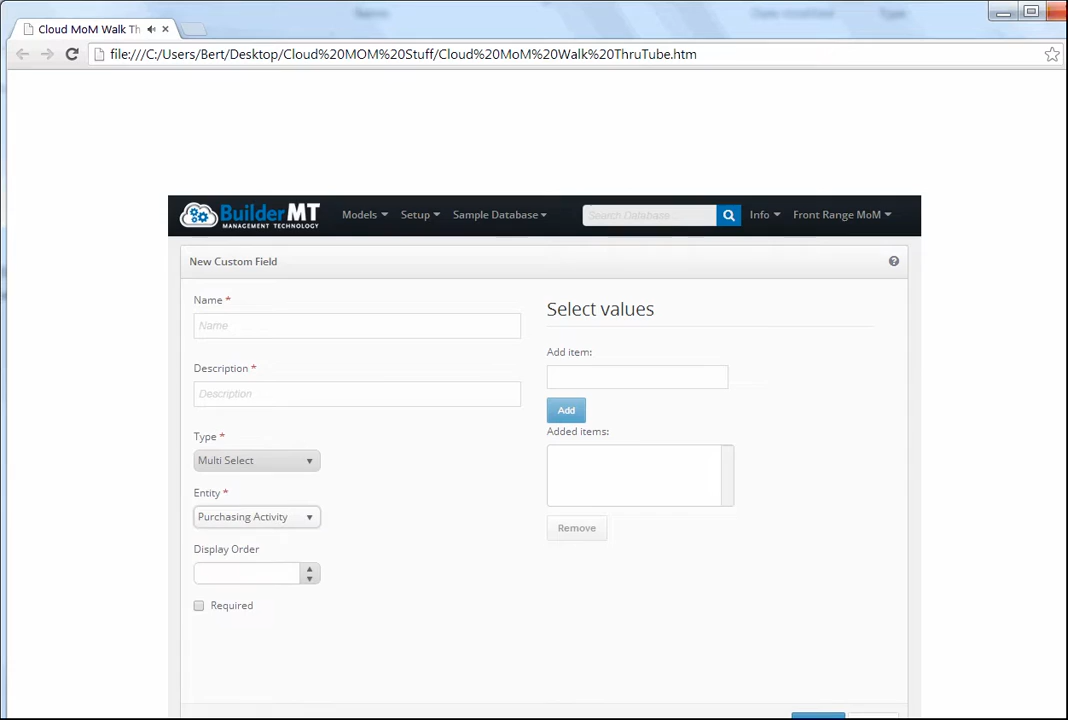 Cloud MoM Walk Th
file:///C:/Users/Bert/Desktop/Cloud%20MOM%20Stuff/Cloud%20MoM%20Walk%20ThruTube.htm
BuilderMT
MANAGEMENT TECHNOLOGY
Models
Setup
Sample Database
Search Database
Info
Front Range MoM
New Custom Field
Name *
Name
Description *
Description
Type *
Multi Select
Entity *
Purchasing Activity
Display Order
Required
Select values
Add item:
Add
Added items:
Remove